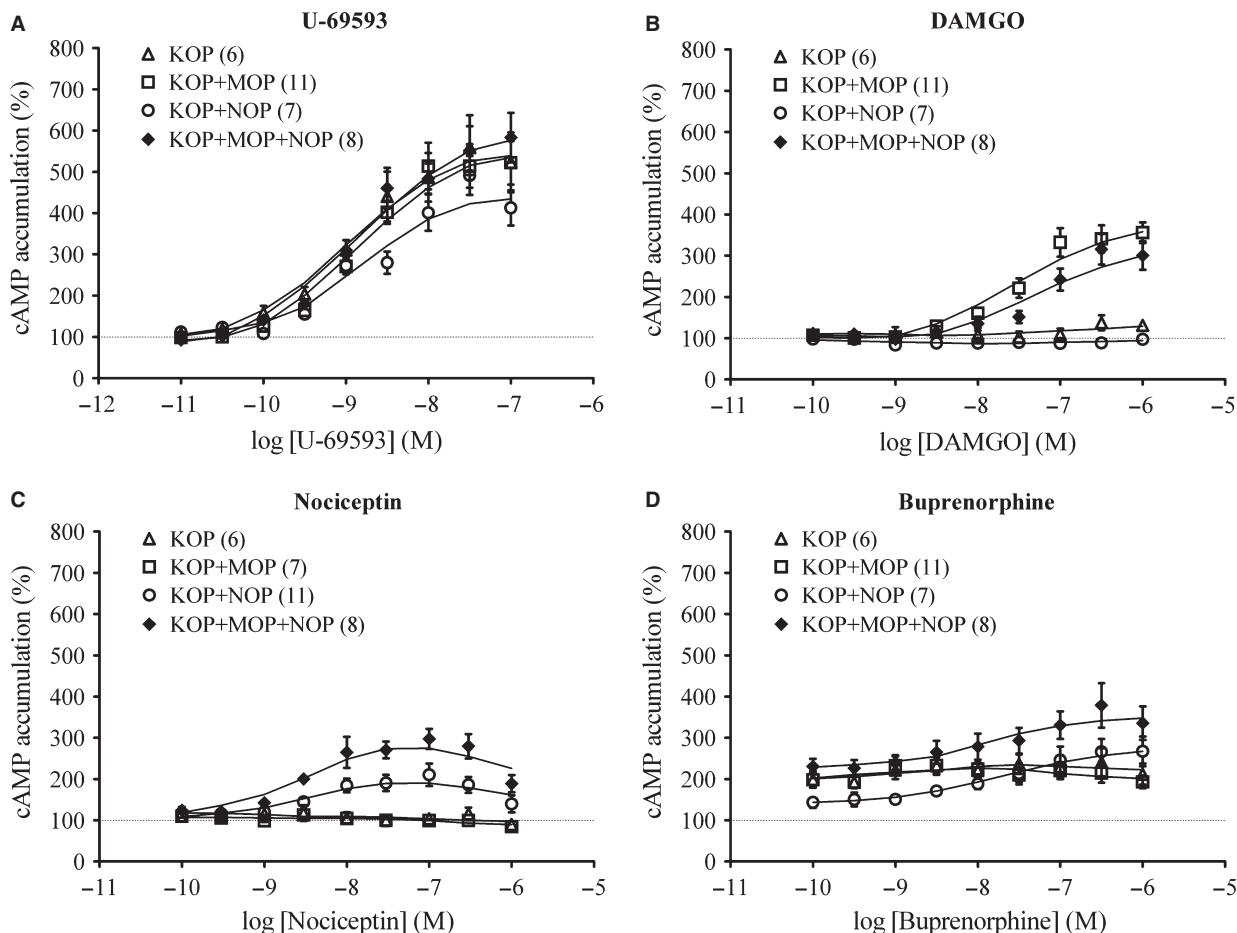 A
U-69593
800
700
600
500
400
300
200
100
0
cAMP accumulation (%)
KOP (6)
KOP+MOP (11)
KOP+NOP (7)
KOP+MOP+NOP (8)
−12
−11
−10
−9
−8
−7
−6
log [U-69593] (M)
B
DAMGO
800
700
600
500
400
300
200
100
0
cAMP accumulation (%)
KOP (6)
KOP+MOP (11)
KOP+NOP (7)
KOP+MOP+NOP (8)
−11
−10
−9
−8
−7
−6
−5
log [DAMGO] (M)
C
Nociceptin
800
700
600
500
400
300
200
100
0
cAMP accumulation (%)
KOP (6)
KOP+MOP (7)
KOP+NOP (11)
KOP+MOP+NOP (8)
−11
−10
−9
−8
−7
−6
−5
log [Nociceptin] (M)
D
Buprenorphine
800
700
600
500
400
300
200
100
0
cAMP accumulation (%)
KOP (6)
KOP+MOP (11)
KOP+NOP (7)
KOP+MOP+NOP (8)
−11
−10
−9
−8
−7
−6
−5
log [Buprenorphine] (M)